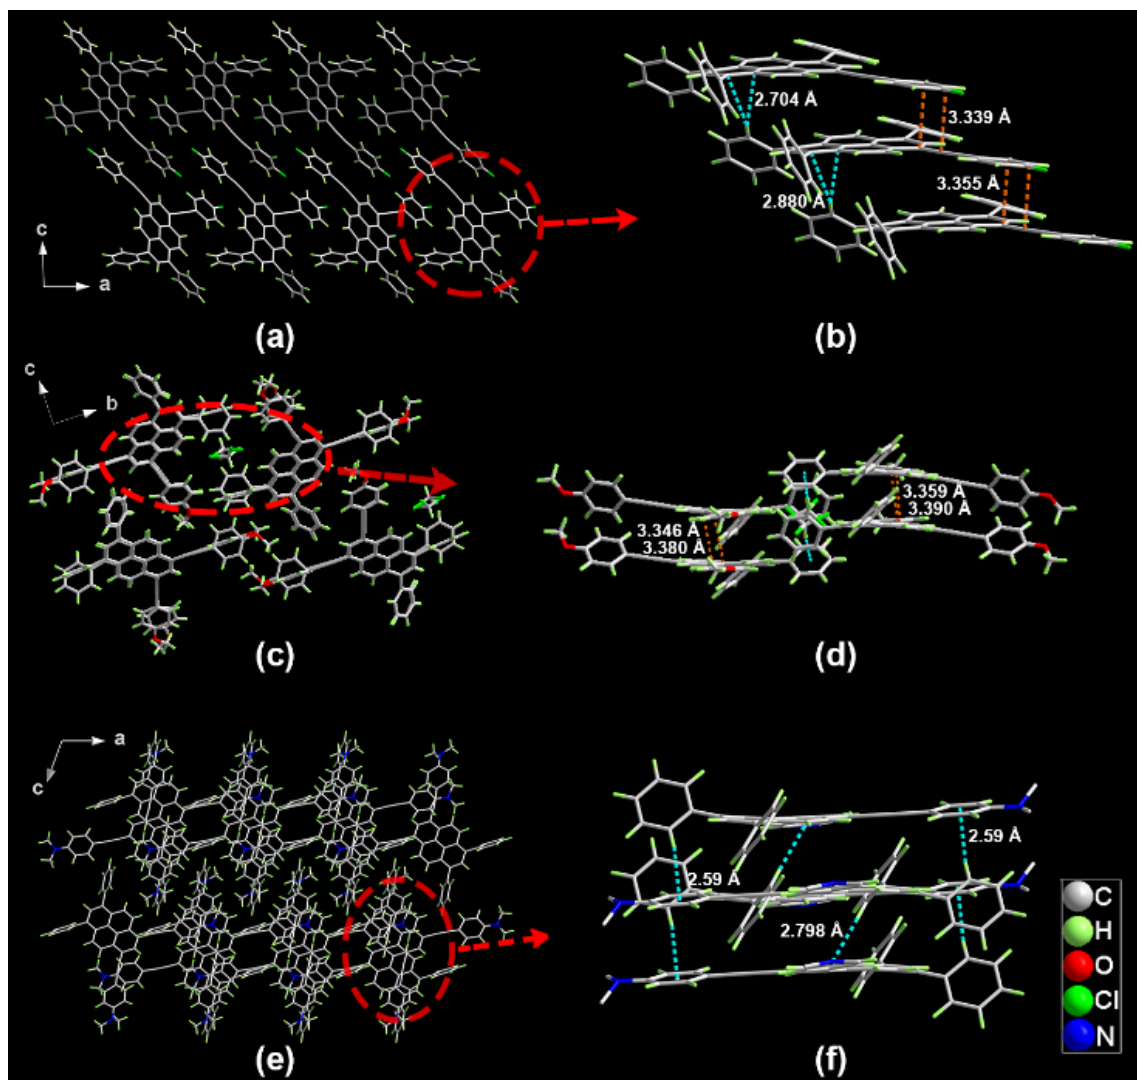 2.704 Å
3.339 Å
3.355 Å
2.880 Å
c
a
(a)
(b)
c
b
3.359 Å
3.390 Å
3.346 Å
3.380 Å
(c)
(d)
a
c
2.59 Å
2.59 Å
2.798 Å
C
H
O
Cl
N
(e)
(f)